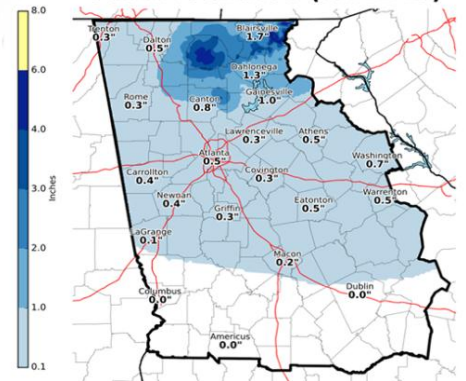 8.0
6.0
4.0
3.0
2.0
1.0
0.1
Inches
Trenton
0.3"
Dalton
0.5"
Blairsville
1.7"
Dahlonega
1.3"
Rome
0.3"
Canton
0.8"
Gainesville
1.0"
Lawrenceville
0.3"
Athens
0.5"
Atlanta
0.5"
Washington
0.7"
Carrollton
0.4"
Covington
0.3"
Newnan
0.4"
Griffin
0.3"
Eatonton
0.5"
Warrenton
0.5"
LaGrange
0.1"
Macon
0.2"
Columbus
0.0"
Dublin
0.0"
Americus
0.0"